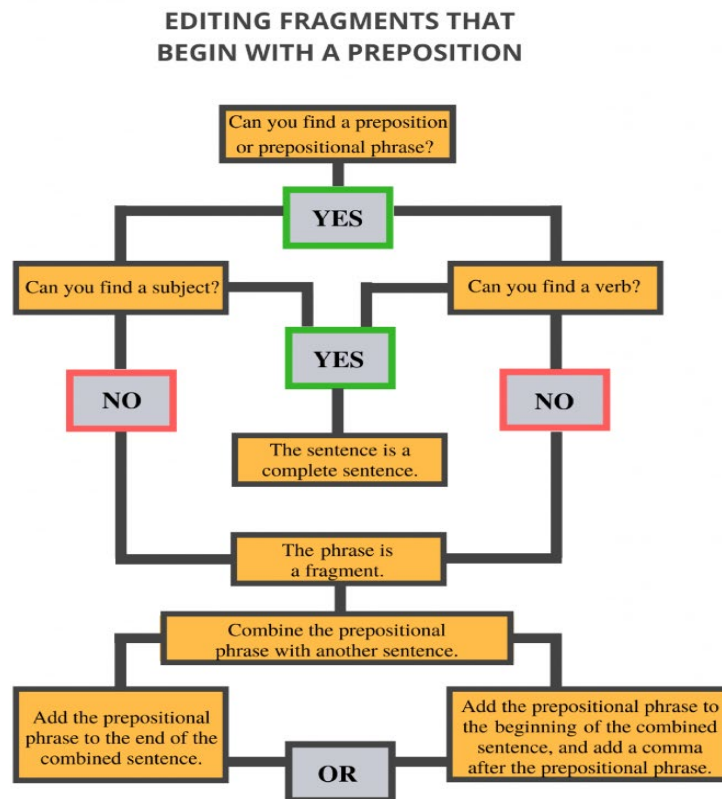 EDITING FRAGMENTS THAT
BEGIN WITH A PREPOSITION
Can you find a preposition
or prepositional phrase?
YES
Can you find a subject?
Can you find a verb?
YES
NO
NO
The sentence is a
complete sentence.
The phrase is
a fragment.
Combine the prepositional
phrase with another sentence.
Add the prepositional
phrase to the end of the
combined sentence.
Add the prepositional phrase to
the beginning of the combined
sentence, and add a comma
after the prepositional phrase.
OR